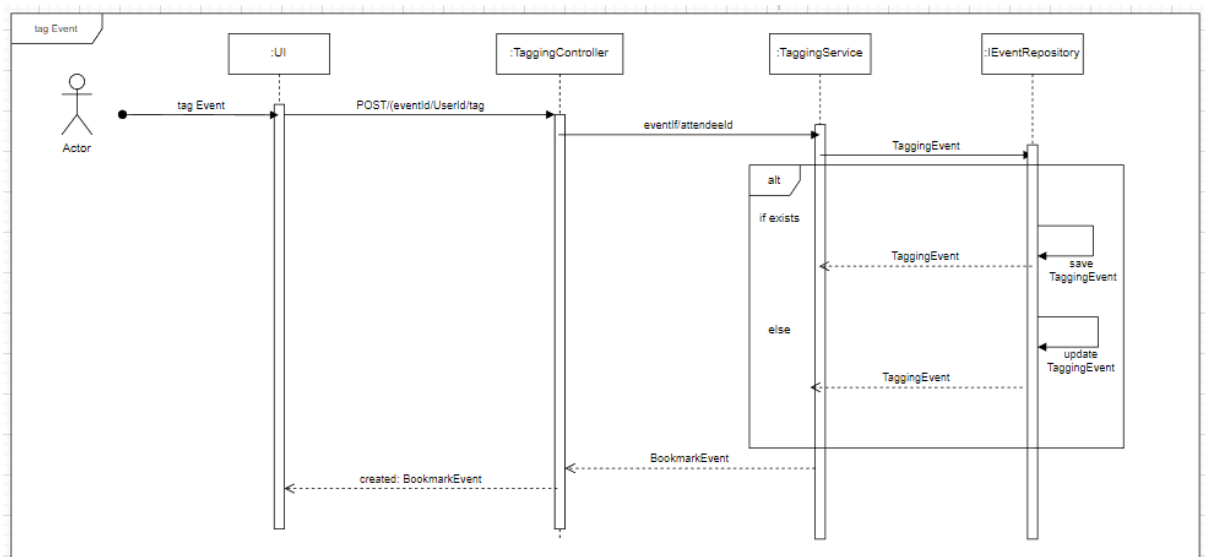 tag Event
:UI
:TaggingController
:TaggingService
:IEventRepository
Actor
tag Event
POST/(eventId/UserId/tag
eventIf/attendeeId
TaggingEvent
alt
if exists
save
TaggingEvent
TaggingEvent
else
update
TaggingEvent
TaggingEvent
BookmarkEvent
created: BookmarkEvent